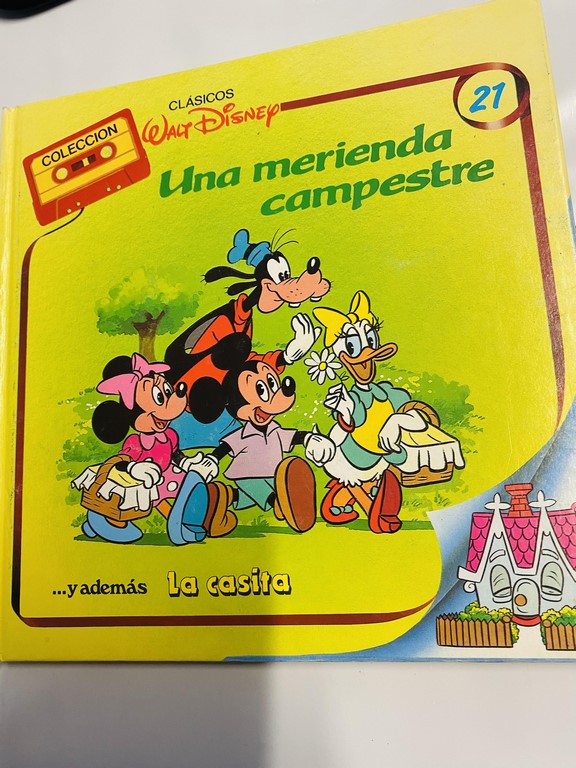 COLECCION
CLÁSICOS
WALT DISNEY
21
Una merienda
campestre
...y además La casita